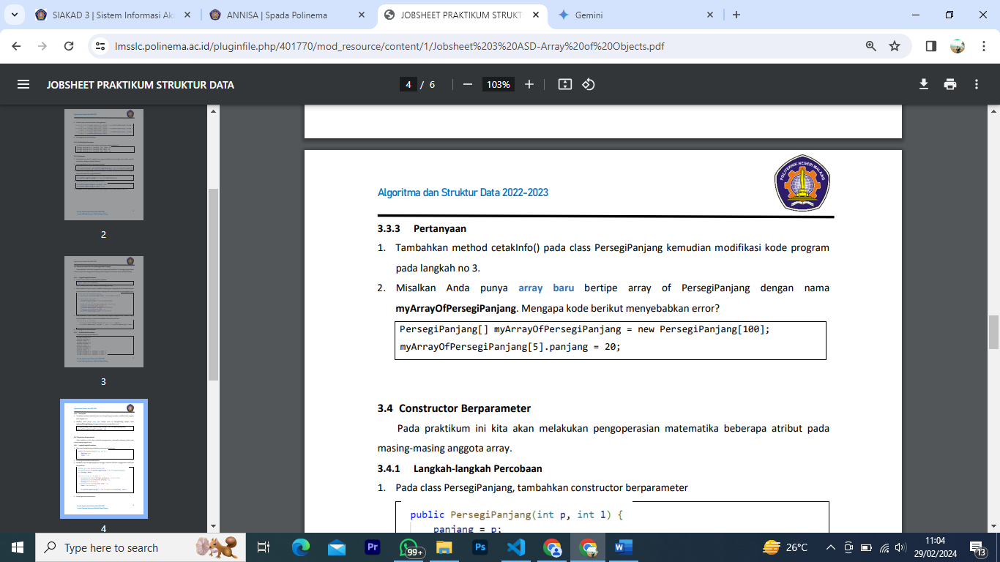 SIAKAD 3 | Sistem Informasi Ak
ANNISA | Spada Polinema
JOBSHEET PRAKTIKUM STRUKT
Gemini
lmsslc.polinema.ac.id/pluginfile.php/401770/mod_resource/content/1/Jobsheet%203%20ASD-Array%20of%20Objects.pdf
JOBSHEET PRAKTIKUM STRUKTUR DATA
4 / 6
103%
2
3
4
POLITEKNIK NEGERI MALANG
Algoritma dan Struktur Data 2022-2023
3.3.3 Pertanyaan
1. Tambahkan method cetakInfo() pada class PersegiPanjang kemudian modifikasi kode program
pada langkah no 3.
2. Misalkan Anda punya array baru bertipe array of PersegiPanjang dengan nama
myArrayOfPersegiPanjang. Mengapa kode berikut menyebabkan error?
PersegiPanjang[] myArrayOfPersegiPanjang = new PersegiPanjang[100];
myArrayOfPersegiPanjang[5].panjang = 20;
3.4 Constructor Berparameter
Pada praktikum ini kita akan melakukan pengoperasian matematika beberapa atribut pada
masing-masing anggota array.
3.4.1 Langkah-langkah Percobaan
1. Pada class PersegiPanjang, tambahkan constructor berparameter
public PersegiPanjang(int p, int l) {
panjang = p;
Type here to search
Pr
99+
Ps
W
26°C
11:04
29/02/2024
13